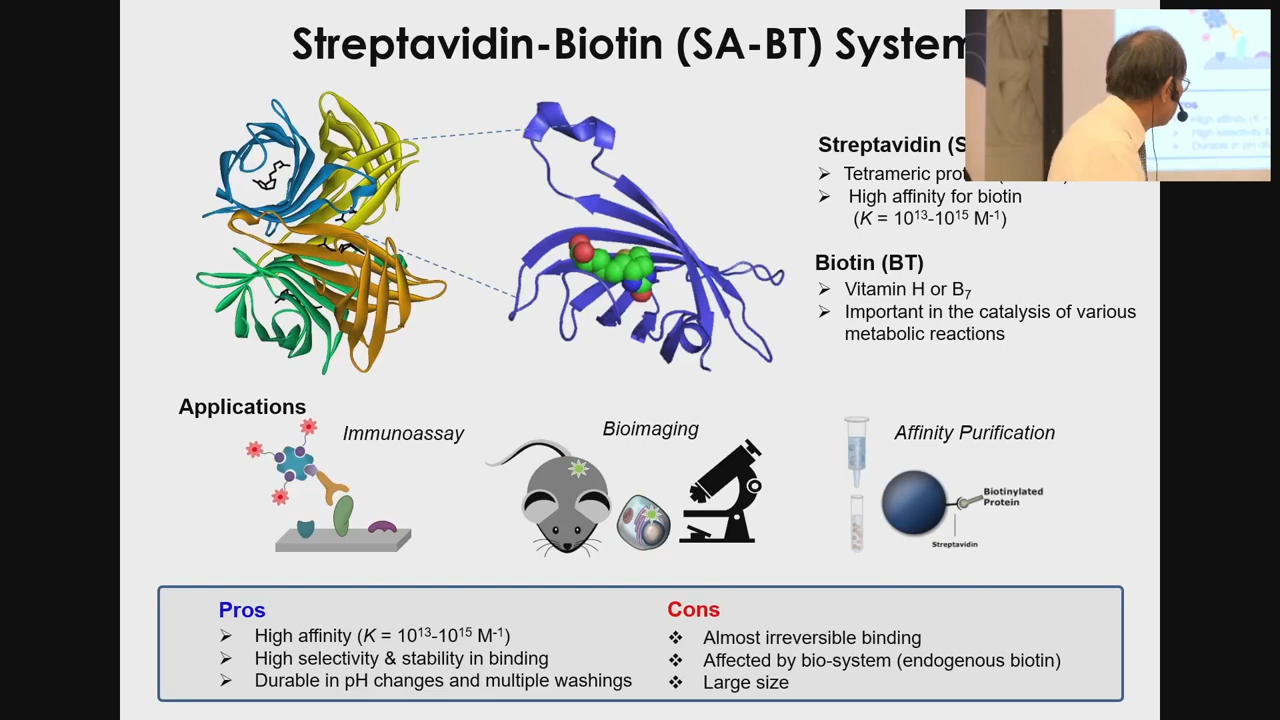 Streptavidin-Biotin (SA-BT) System
Streptavidin (S
Tetrameric
High affinity for biotin
(K = 10¹³-10¹⁵ M⁻¹)
Biotin (BT)
Vitamin H or B₇
Important in the catalysis of various
metabolic reactions
Applications
Immunoassay
Bioimaging
Affinity Purification
Biotinylated
Protein
Streptavidin
Pros
High affinity (K = 10¹³-10¹⁵ M⁻¹)
High selectivity & stability in binding
Durable in pH changes and multiple washings
Cons
Almost irreversible binding
Affected by bio-system (endogenous biotin)
Large size